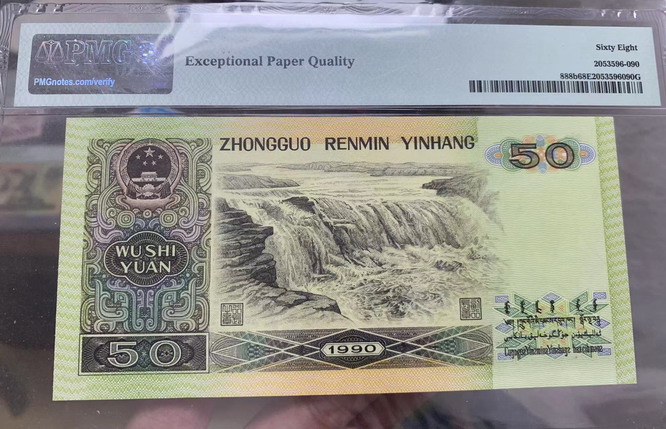 PMG
PMGnotes.com/verify
Exceptional Paper Quality
Sixty Eight
2053596-090
888b68E2053596090G
ZHONGGUO RENMIN YINHANG
50
WU SHI
YUAN
50
1990